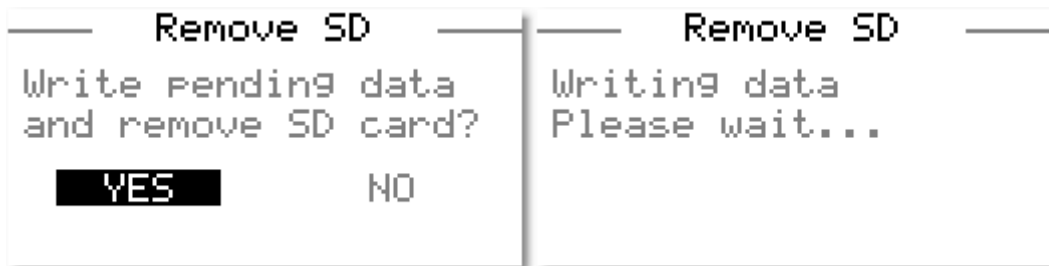 Remove SD
Write pending data
and remove SD card?
YES NO
Remove SD
Writing data
Please wait...